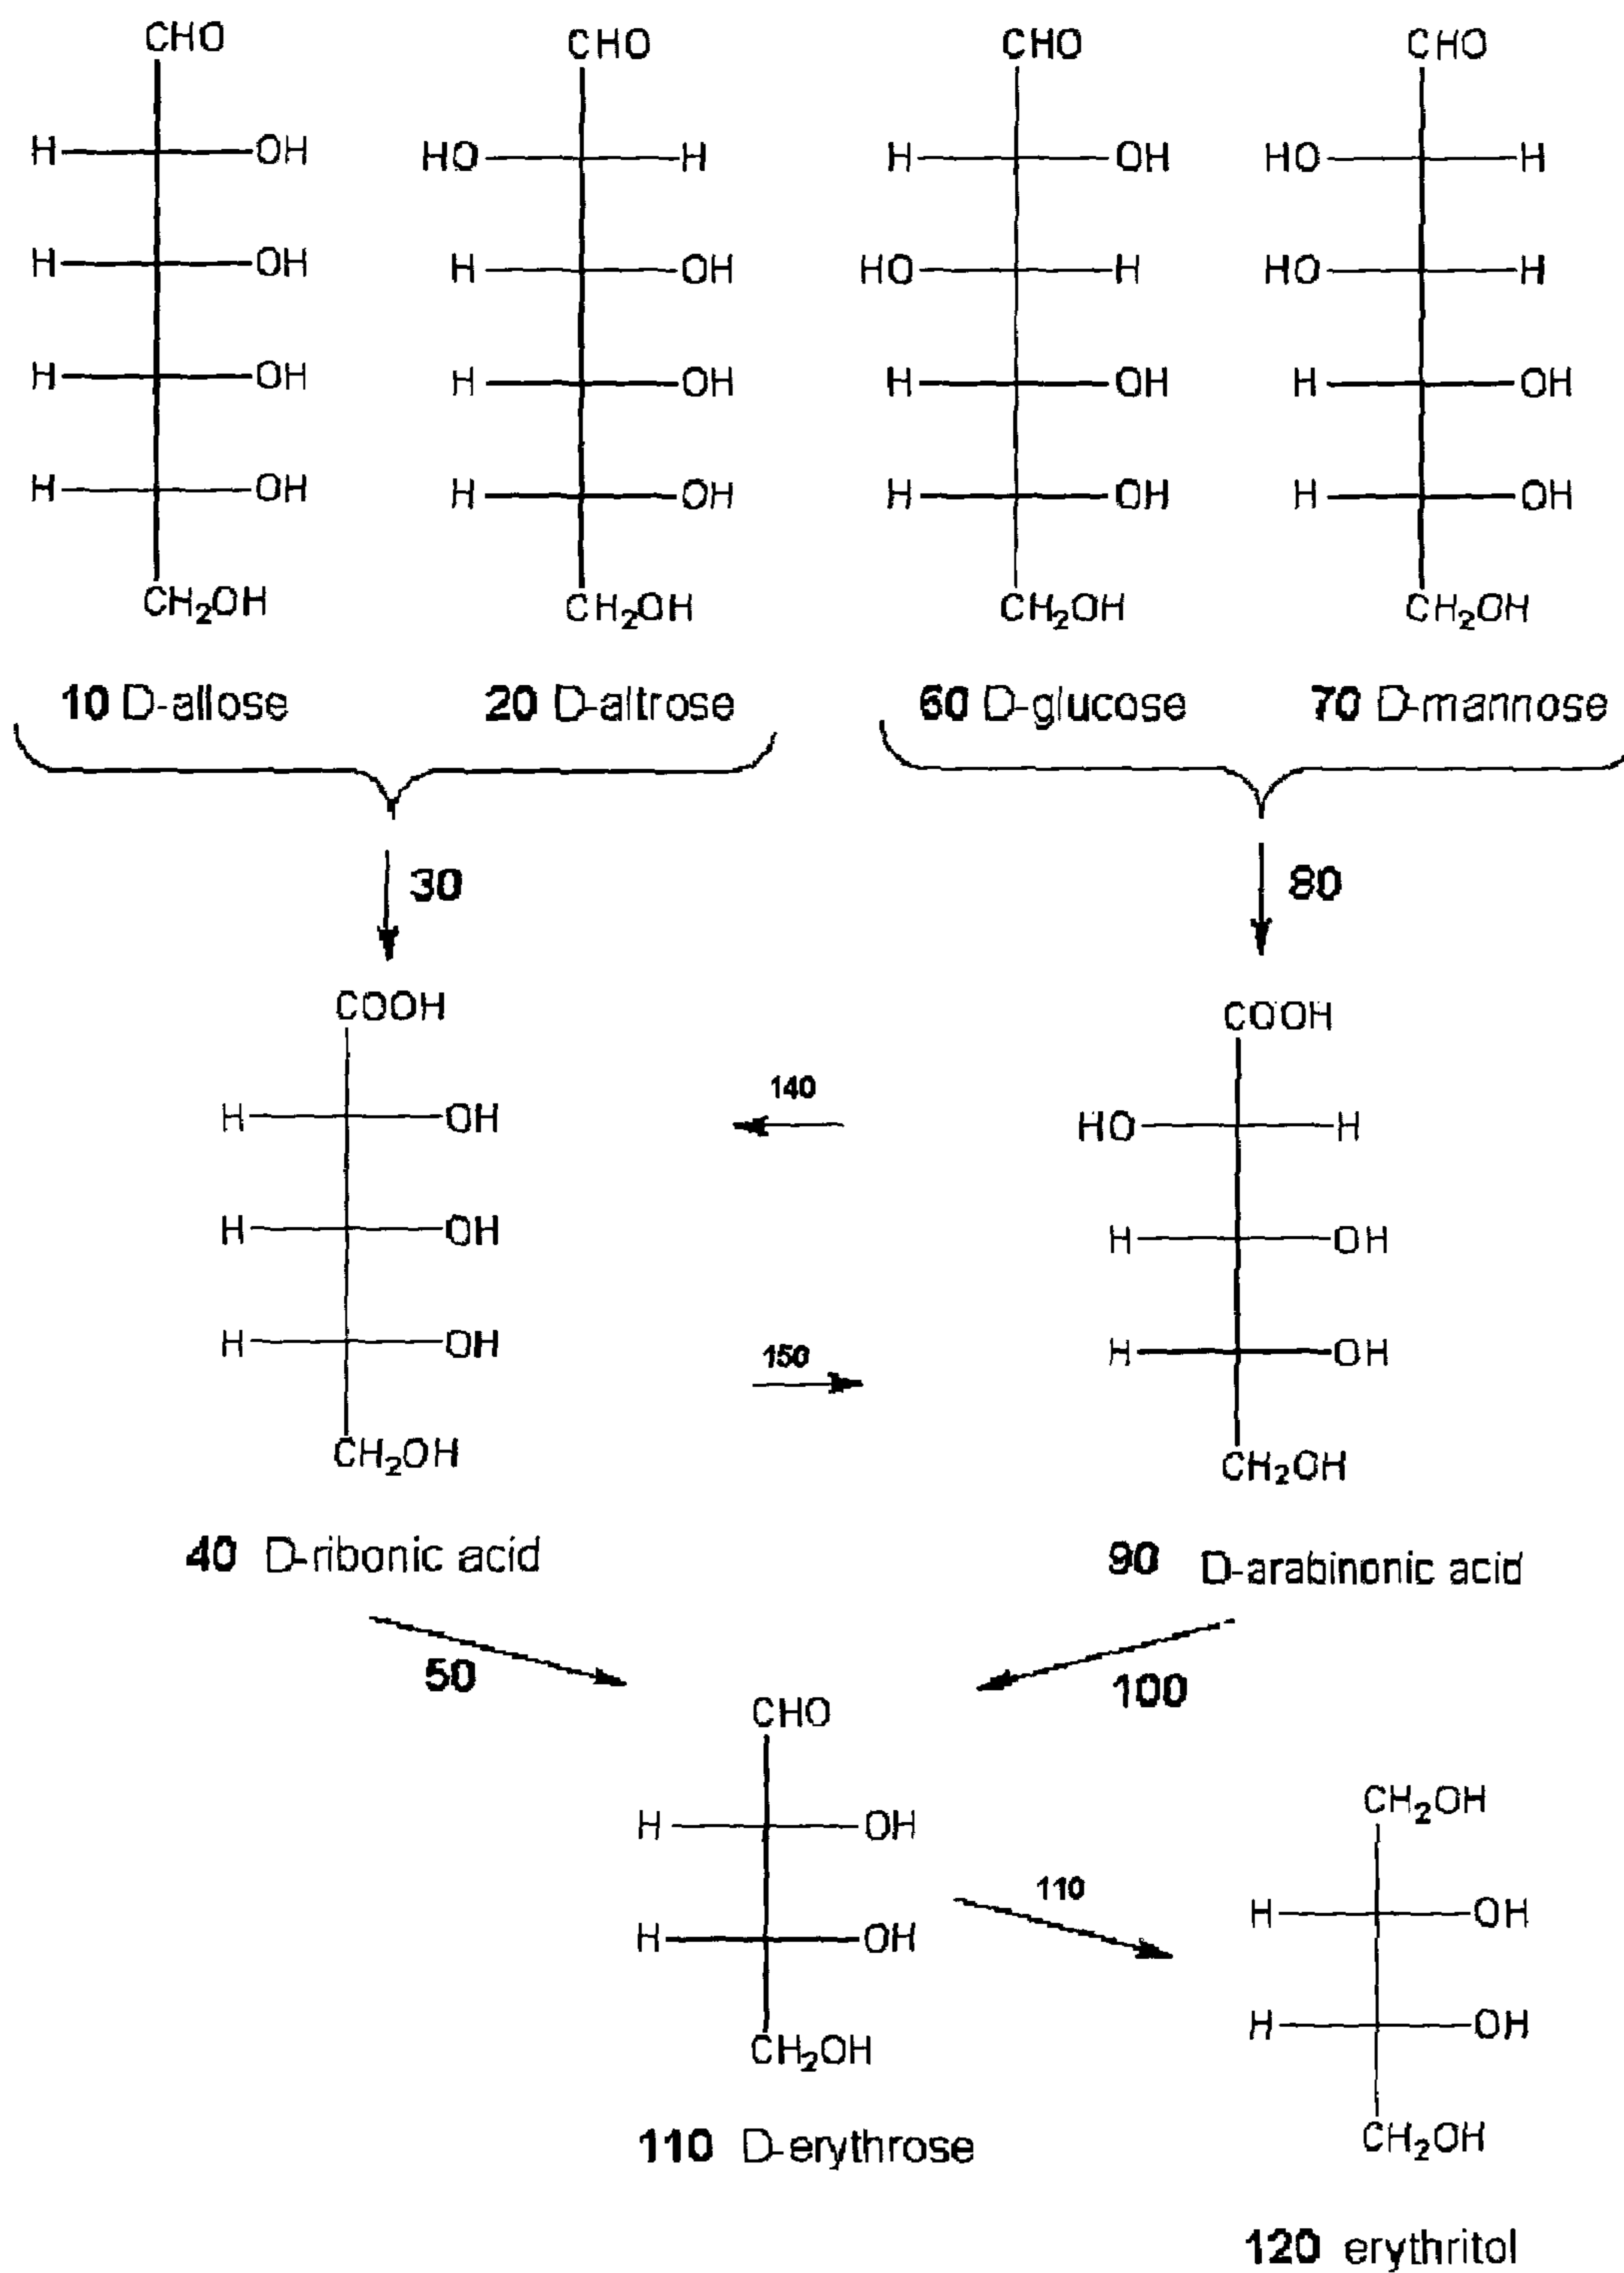 CHO CHO CHO CHO
H OH HO H H OH HO H
H OH H OH HO H HO H
H OH H OH H OH H OH
H OH H OH H OH H OH
CH2OH CH2OH CH2OH CH2OH
10 D-allose 20 D-altrose 60 D-glucose 70 D-mannose
30 80
COOH COOH
140
H OH HO H
H OH H OH
150
H OH H OH
CH2OH CH2OH
40 D-ribonic acid 90 D-arabinonic acid
50 100
CHO
CH2OH
H OH
110
H OH
H OH
H OH
CH2OH
CH2OH
110 D-erythrose
120 erythritol